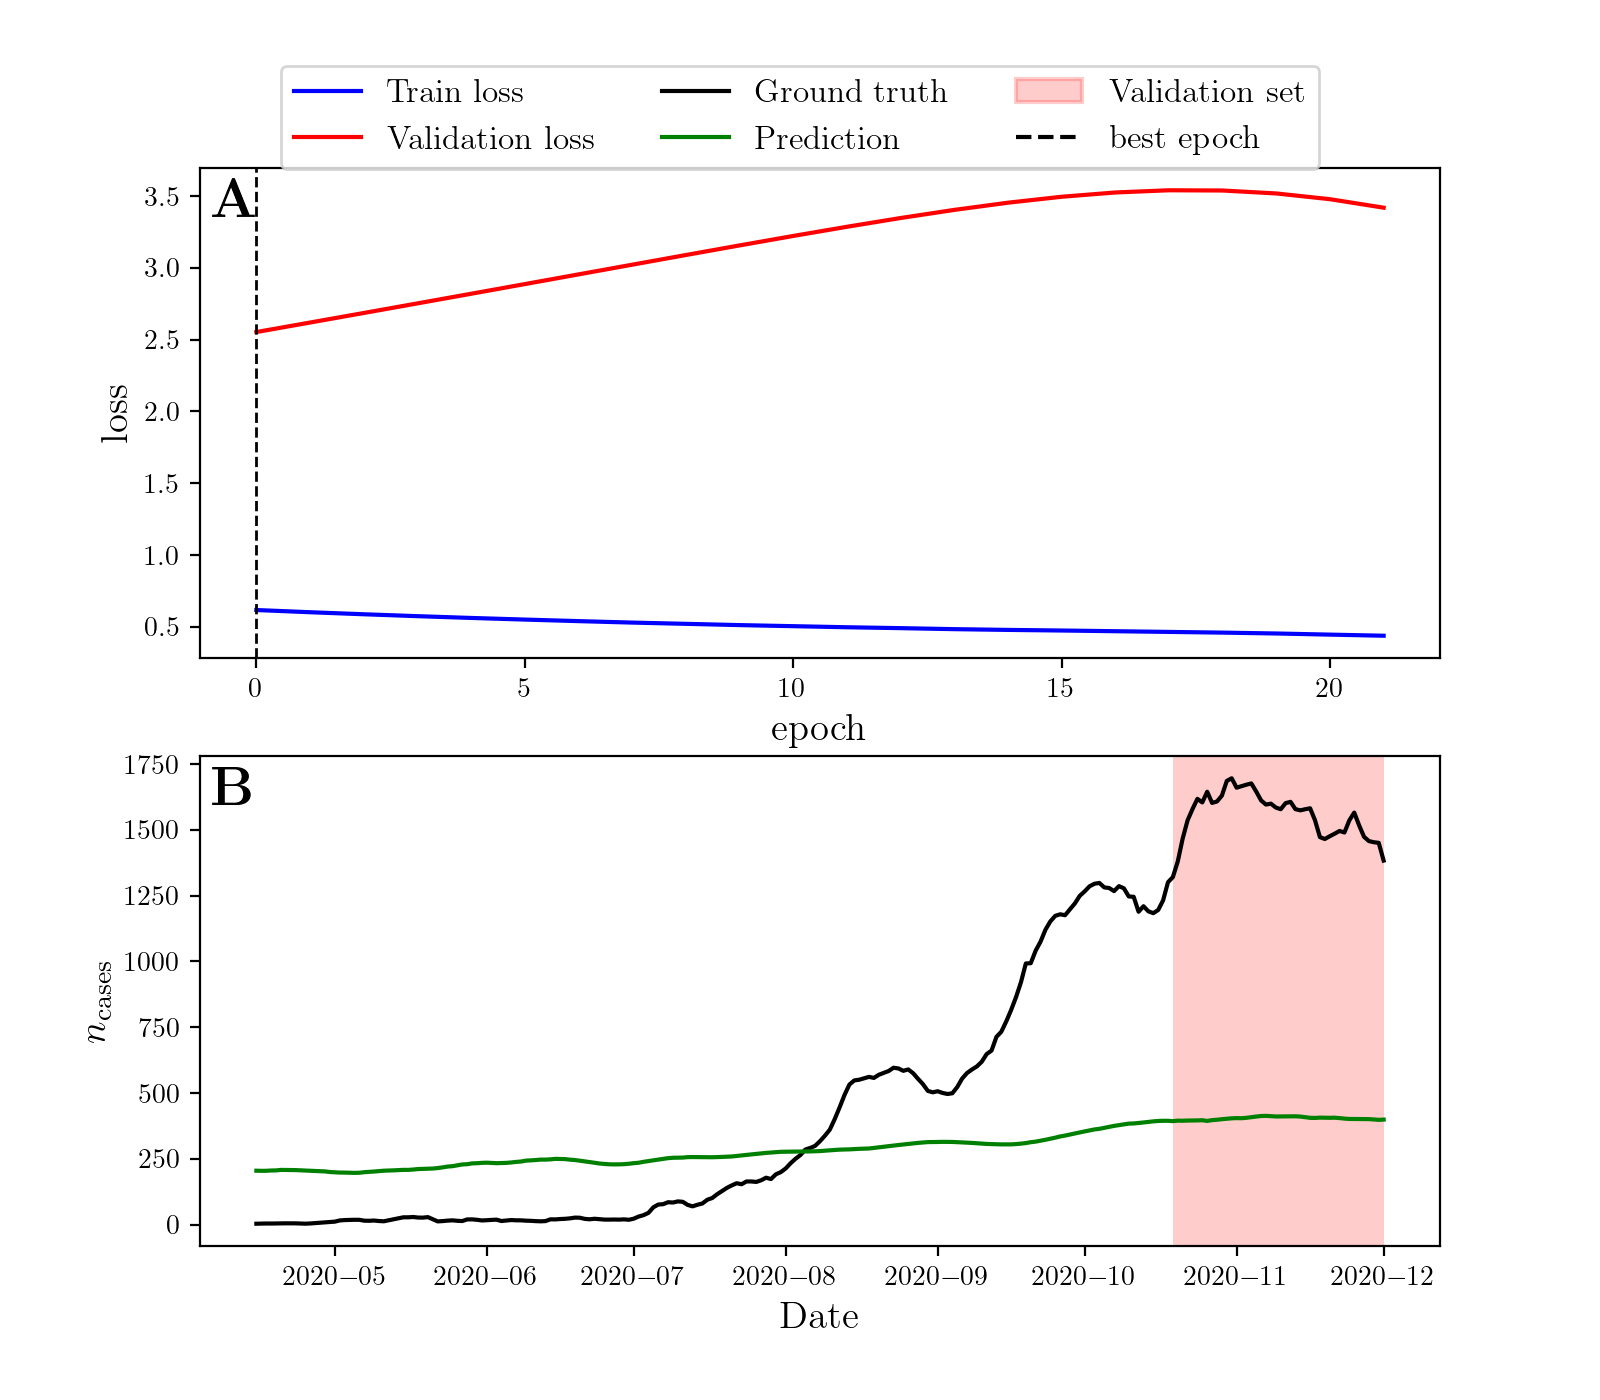 Train loss
Validation loss
Ground truth
Prediction
Validation set
best epoch
A
3.5
3.0
2.5
2.0
1.5
1.0
0.5
loss
0 5 10 15 20
epoch
B
1750
1500
1250
1000
750
500
250
0
n_cases
2020–05 2020–06 2020–07 2020–08 2020–09 2020–10 2020–11 2020–12
Date